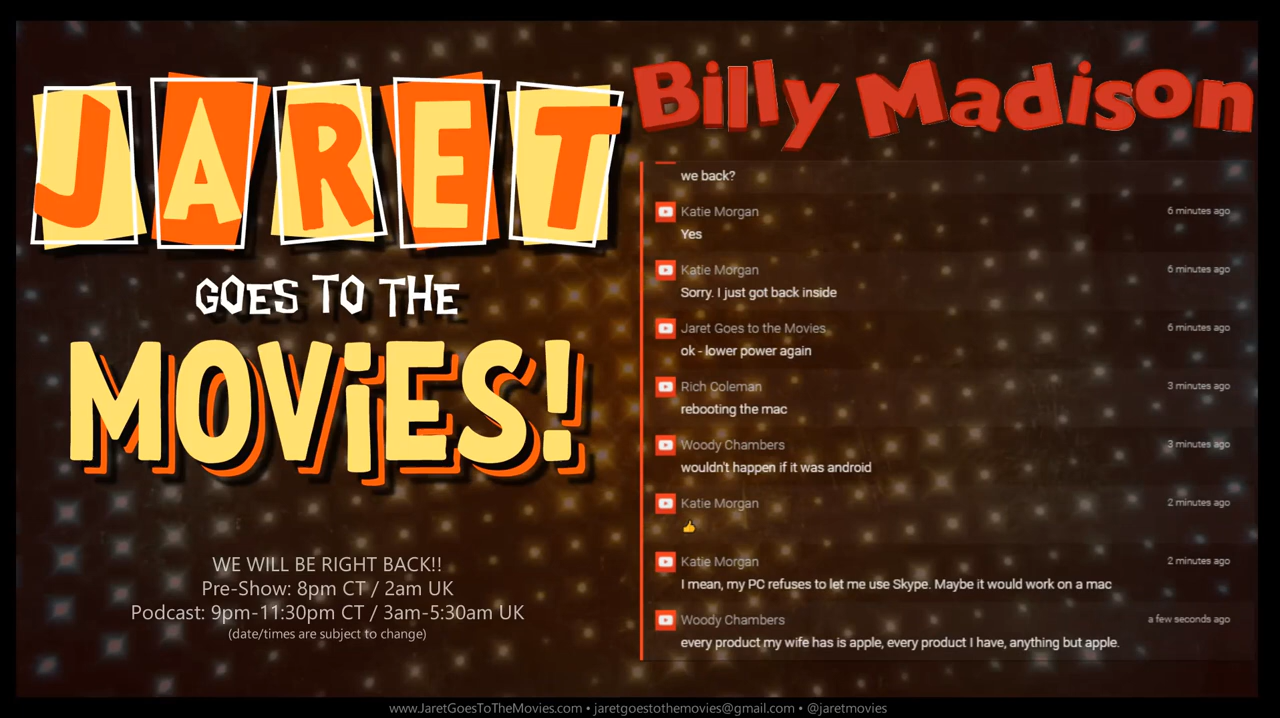 JARET
GOES TO THE
MOViES!
WE WILL BE RIGHT BACK!!
Pre-Show: 8pm CT / 2am UK
Podcast: 9pm-11:30pm CT / 3am-5:30am UK
(date/times are subject to change)
Billy Madison
we back?
Katie Morgan 6 minutes ago
Yes
Katie Morgan 6 minutes ago
Sorry. I just got back inside
Jaret Goes to the Movies 6 minutes ago
ok - lower power again
Rich Coleman 3 minutes ago
rebooting the mac
Woody Chambers 3 minutes ago
wouldn't happen if it was android
Katie Morgan 2 minutes ago
👍
Katie Morgan 2 minutes ago
I mean, my PC refuses to let me use Skype. Maybe it would work on a mac
Woody Chambers a few seconds ago
every product my wife has is apple, every product I have, anything but apple.
www.JaretGoesToTheMovies.com • jaretgoestothemovies@gmail.com • @jaretmovies